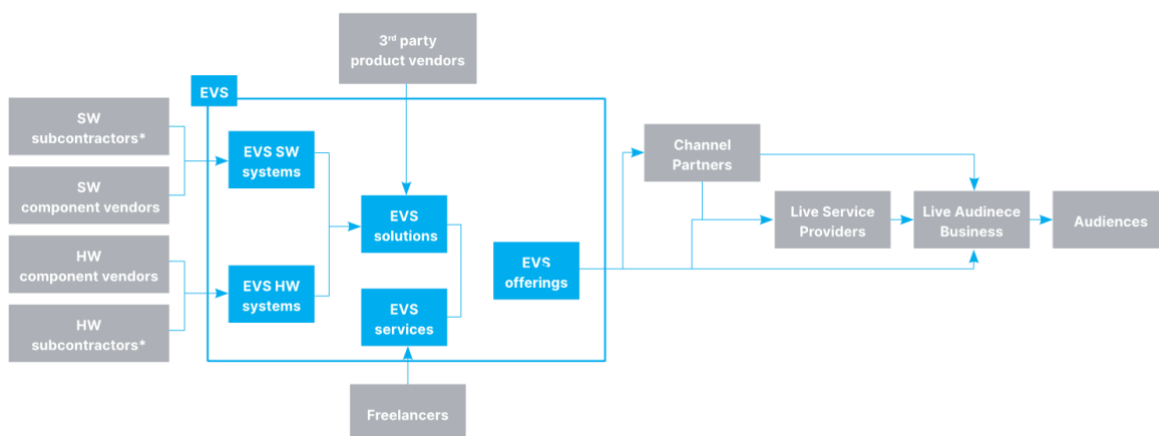 3rd party
product vendors
EVS
SW
subcontractors*
SW
component vendors
HW
component vendors
HW
subcontractors*
EVS SW
systems
EVS HW
systems
EVS
solutions
EVS
services
Freelancers
EVS
offerings
Channel
Partners
Live Service
Providers
Live Audinece
Business
Audiences